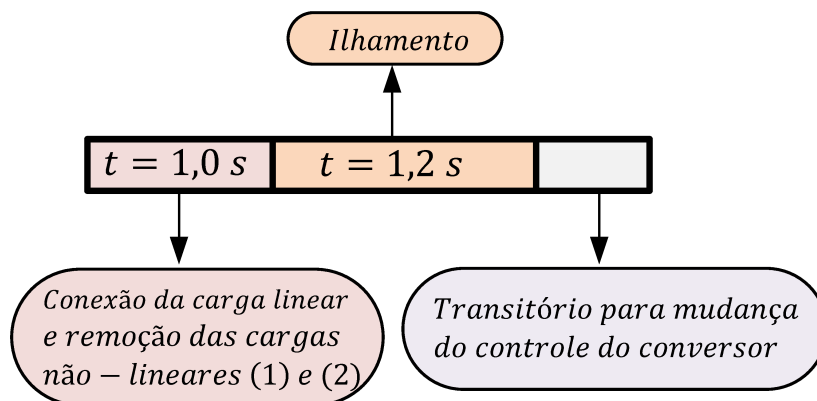 Ilhamento
t = 1,0 s
t = 1,2 s
Conexão da carga linear
e remoção das cargas
não − lineares (1) e (2)
Transitório para mudança
do controle do conversor